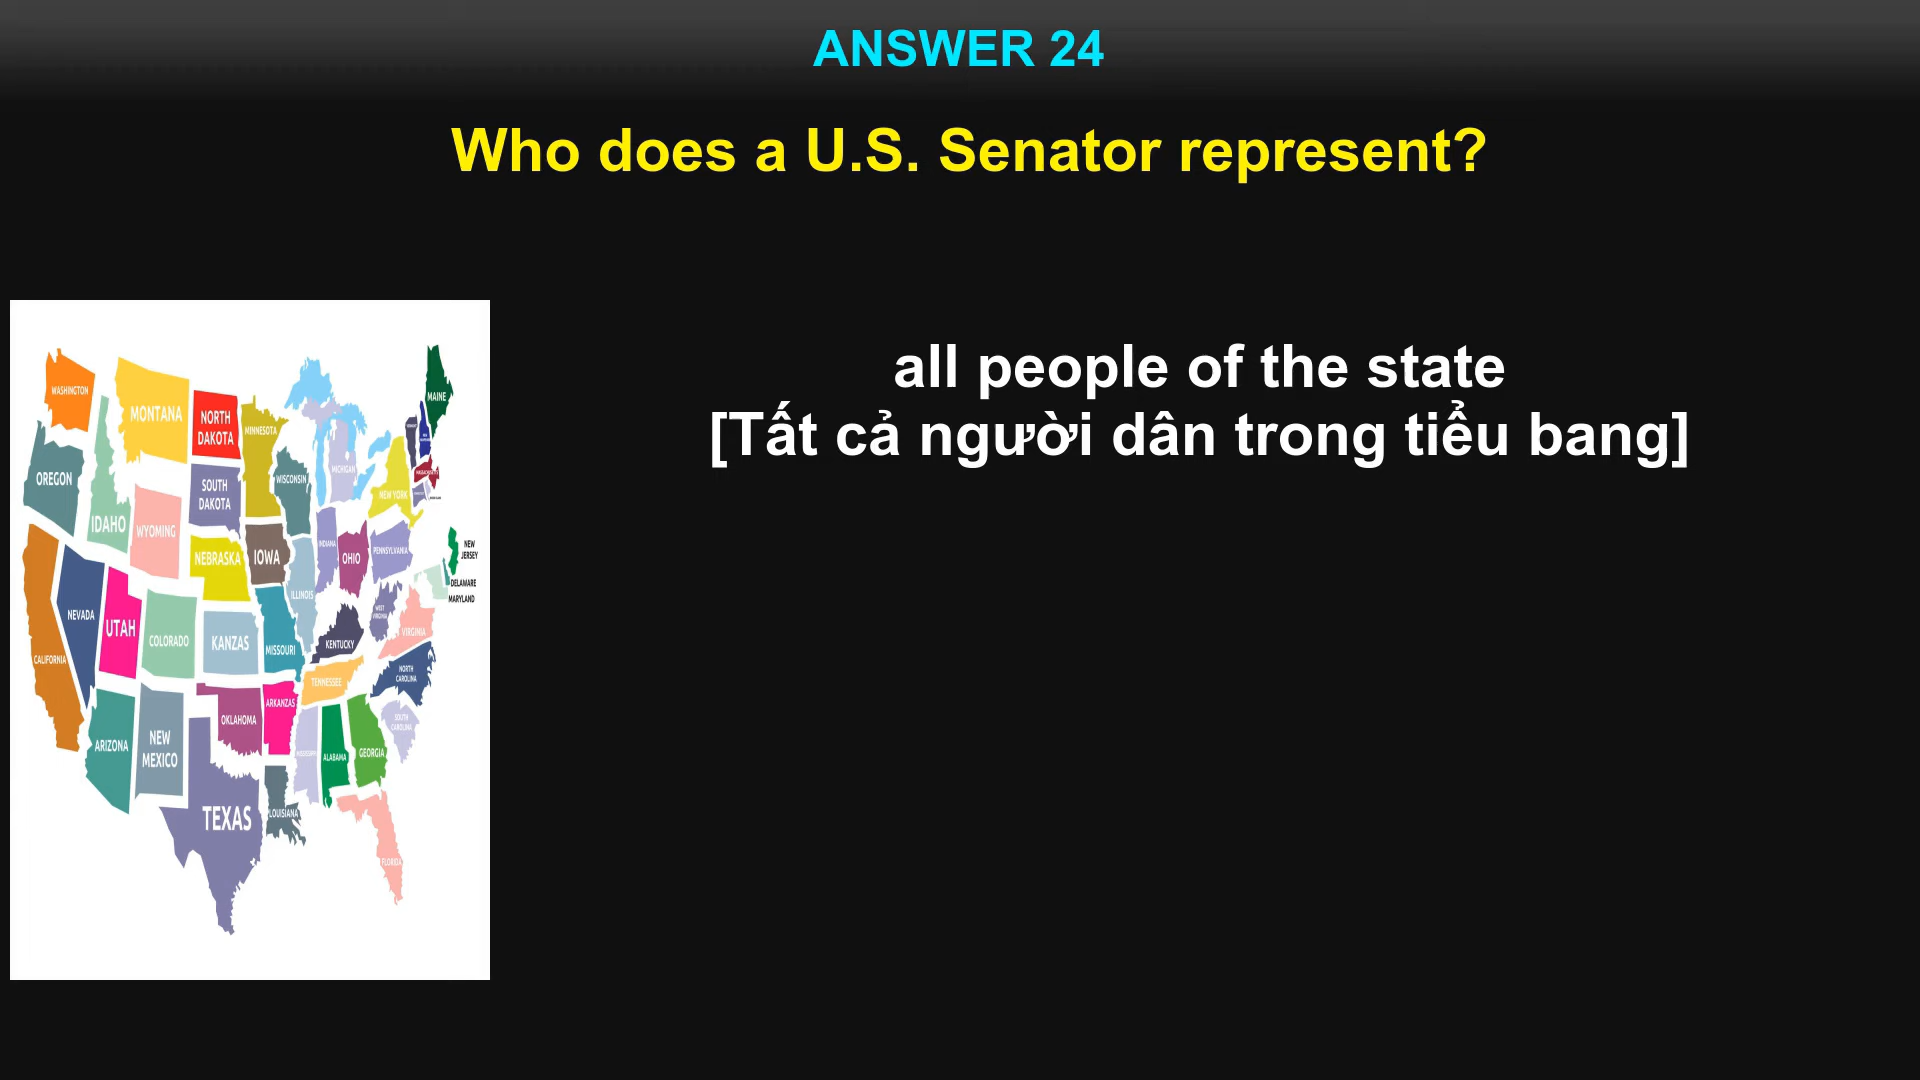 ANSWER 24
Who does a U.S. Senator represent?
all people of the state
[Tất cả người dân trong tiểu bang]
WASHINGTON
MONTANA
NORTH
DAKOTA
MINNESOTA
MAINE
OREGON
IDAHO
WYOMING
SOUTH
DAKOTA
WISCONSIN
MICHIGAN
NEW YORK
NEBRASKA
IOWA
INDIANA
OHIO
PENNSYLVANIA
NEW
JERSEY
DELAWARE
MARYLAND
ILLINOIS
WEST
VIRGINIA
VIRGINIA
NEVADA
UTAH
COLORADO
KANZAS
MISSOURI
KENTUCKY
CALIFORNIA
TENNESSEE
NORTH
CAROLINA
ARIZONA
NEW
MEXICO
OKLAHOMA
ARKANZAS
SOUTH
CAROLINA
ALABAMA
GEORGIA
TEXAS
LOUISIANA
FLORIDA